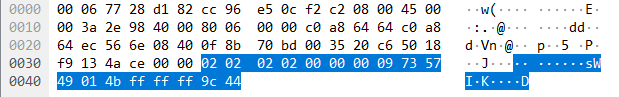 0000 00 06 77 28 d1 82 cc 96 e5 0c f2 c2 08 00 45 00 ··w(···· ······E·
0010 00 3a 2e 98 40 00 80 06 00 00 c0 a8 64 64 c0 a8 ·:.·@··· ····dd··
0020 64 ec 56 6e 08 40 0f 8b 70 bd 00 35 20 c6 50 18 d·Vn·@·· p··5 ·P·
0030 f9 13 4a ce 00 00 02 02 02 02 00 00 00 09 73 57 ··J····· ······sW
0040 49 01 4b ff ff ff 9c 44 I·K····D